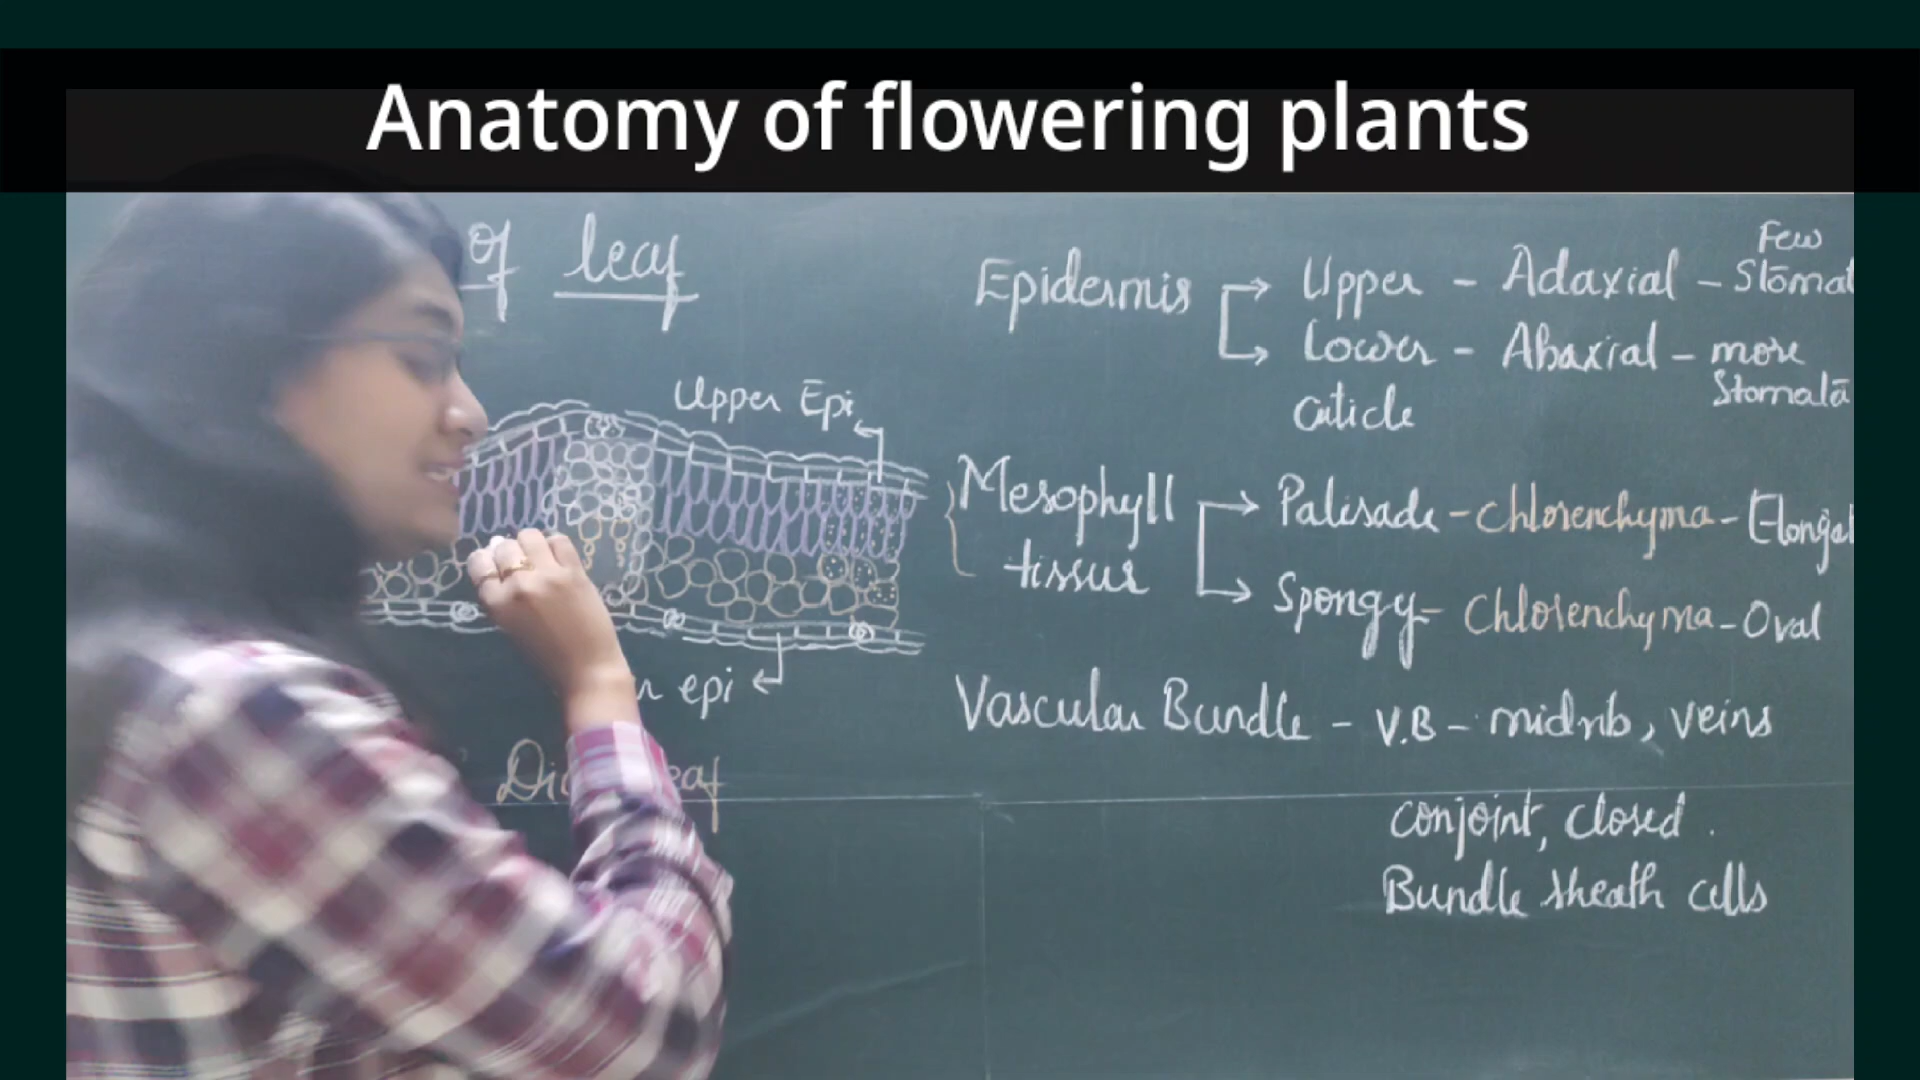 Anatomy of flowering plants
of leaf
Upper Epi
epi
Epidermis
Upper - Adaxial - Few Stomat
Lower - Abaxial - more Stomata
cuticle
Mesophyll tissue
Palisade - Chlorenchyma - Elongat
Spongy - Chlorenchyma - Oval
Vascular Bundle - V.B - midrib, veins
conjoint, closed.
Bundle sheath cells